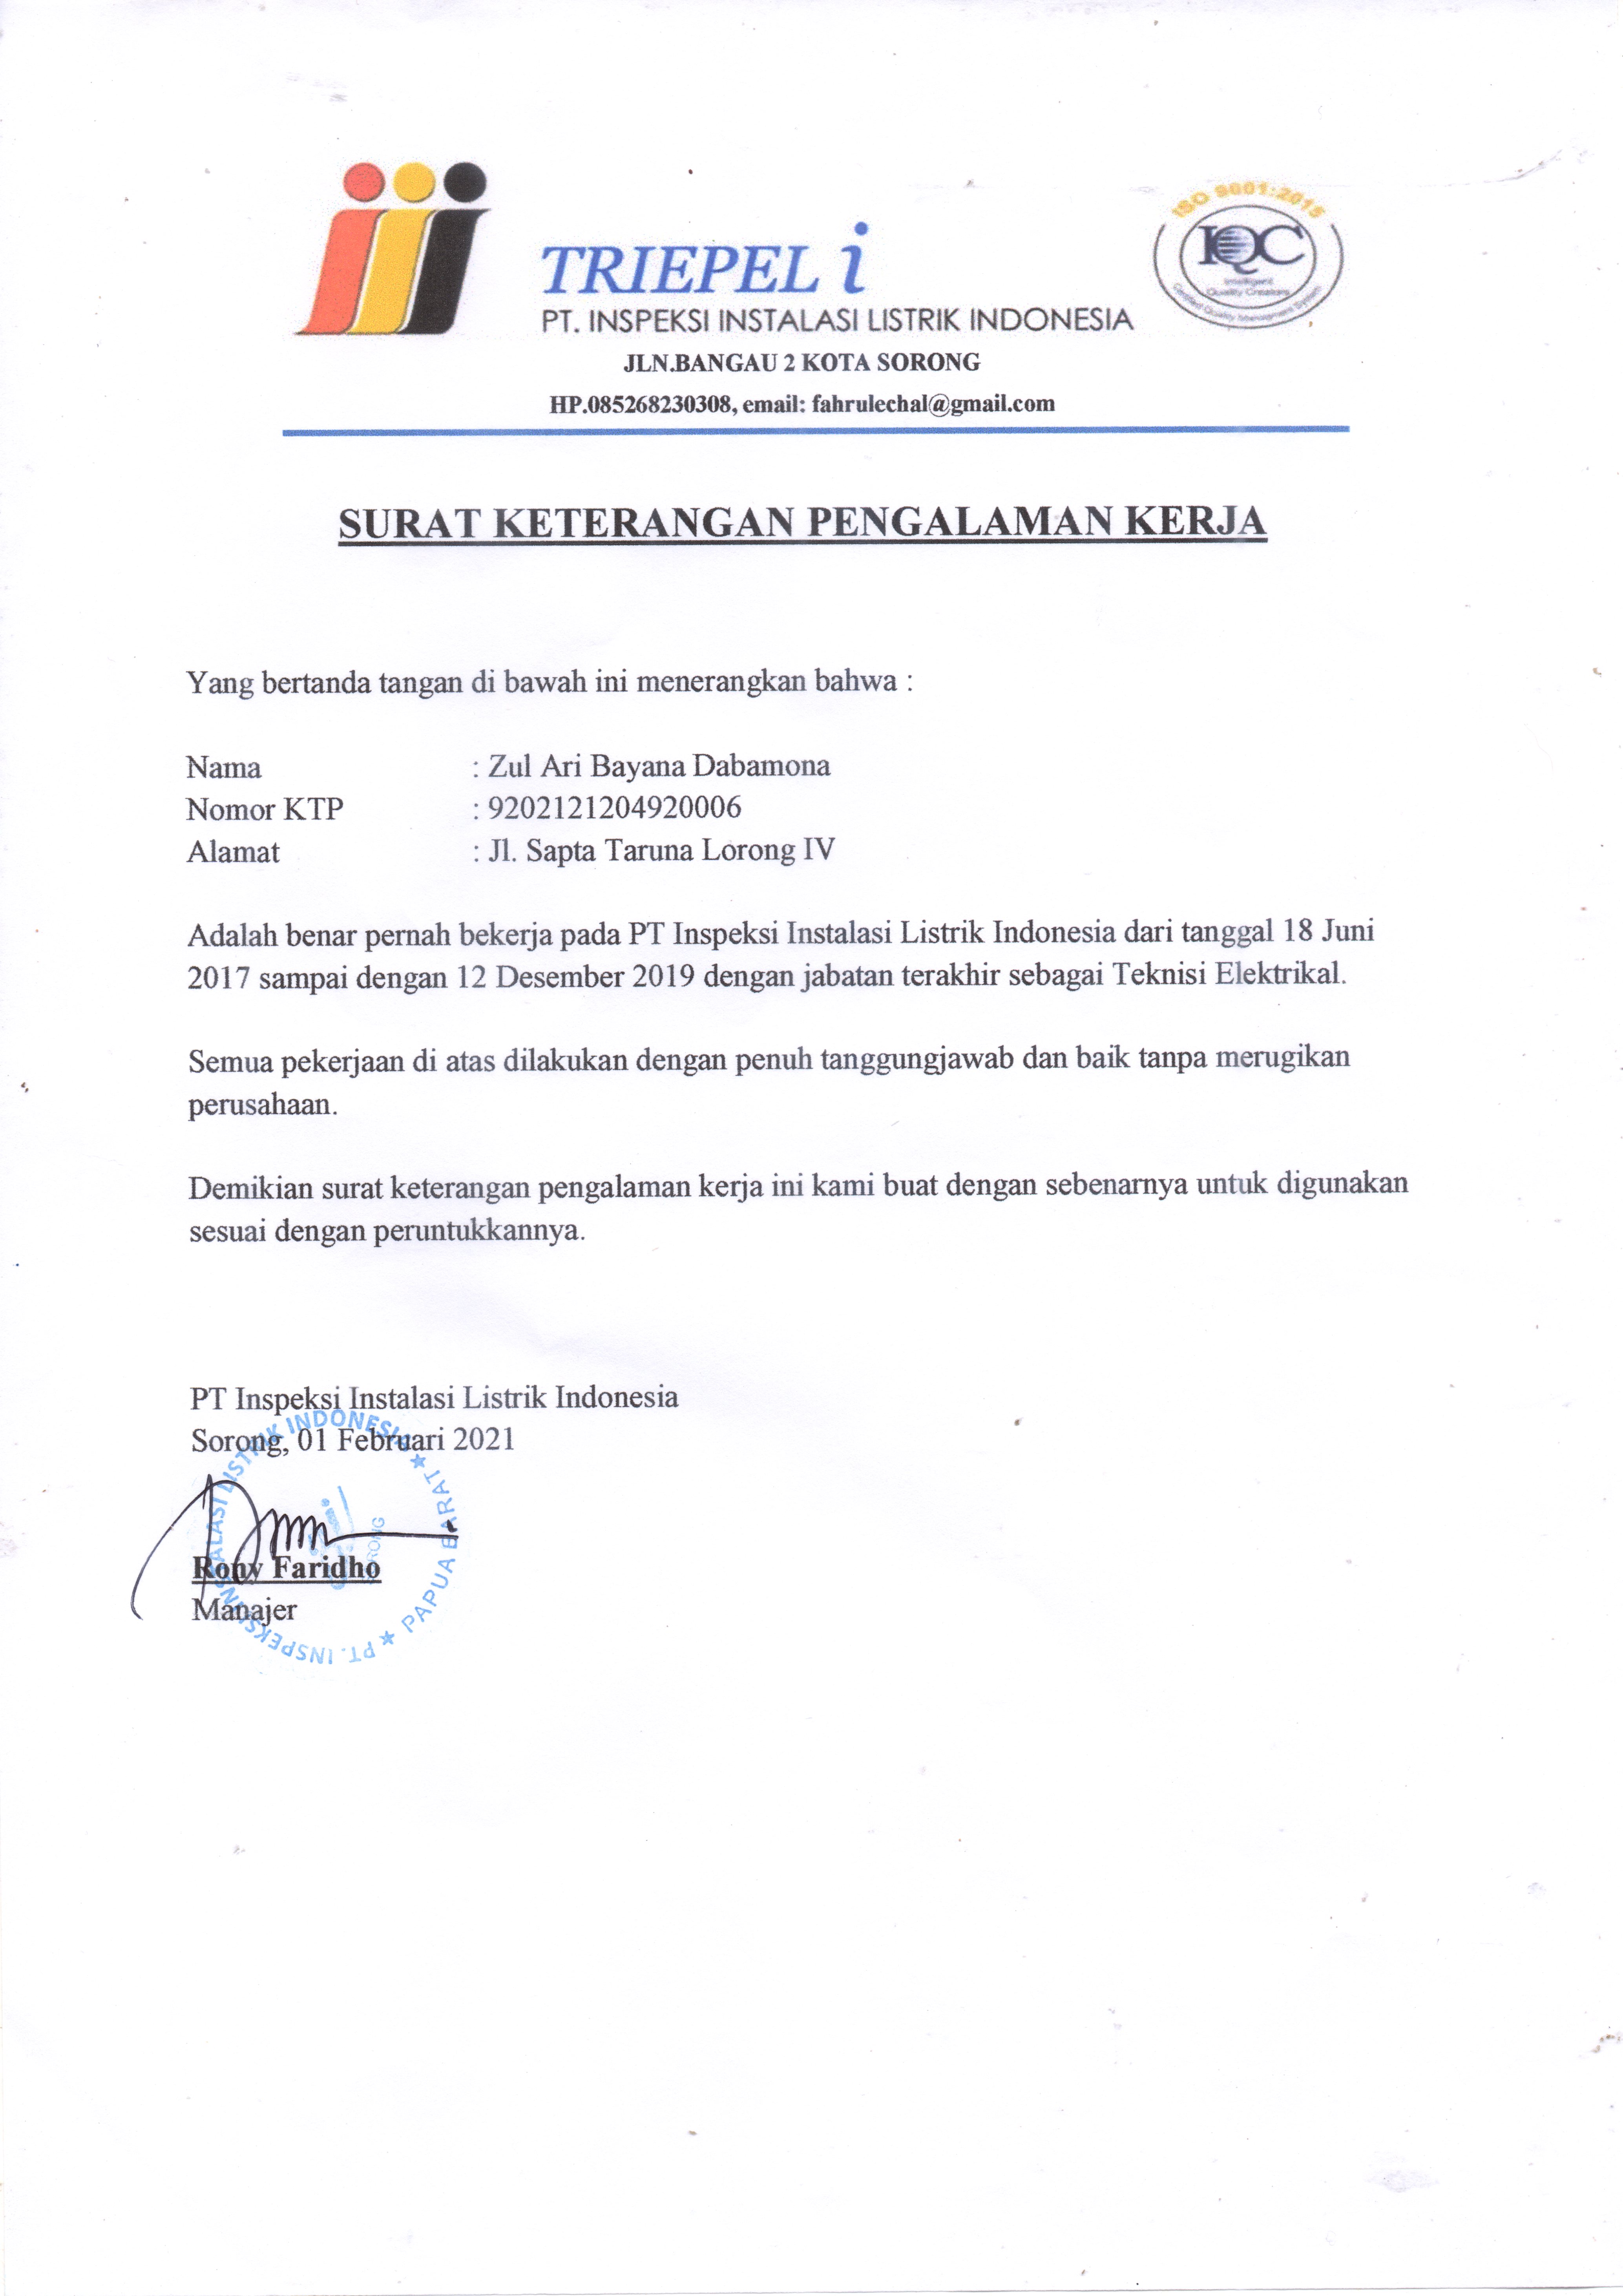 TRIEPEL i
PT. INSPEKSI INSTALASI LISTRIK INDONESIA
ISO 9001:2015
IQC
Intelligent
Quality Creations
Certified Quality Management System
JLN.BANGAU 2 KOTA SORONG
HP.085268230308, email: fahrulechal@gmail.com
SURAT KETERANGAN PENGALAMAN KERJA
Yang bertanda tangan di bawah ini menerangkan bahwa :
Nama : Zul Ari Bayana Dabamona
Nomor KTP : 9202121204920006
Alamat : Jl. Sapta Taruna Lorong IV
Adalah benar pernah bekerja pada PT Inspeksi Instalasi Listrik Indonesia dari tanggal 18 Juni
2017 sampai dengan 12 Desember 2019 dengan jabatan terakhir sebagai Teknisi Elektrikal.
Semua pekerjaan di atas dilakukan dengan penuh tanggungjawab dan baik tanpa merugikan
perusahaan.
Demikian surat keterangan pengalaman kerja ini kami buat dengan sebenarnya untuk digunakan
sesuai dengan peruntukkannya.
PT Inspeksi Instalasi Listrik Indonesia
Sorong, 01 Februari 2021
PT. INSPEKSI INSTALASI LISTRIK INDONESIA ★ PAPUA BARAT ★
SORONG
Rony Faridho
Manajer